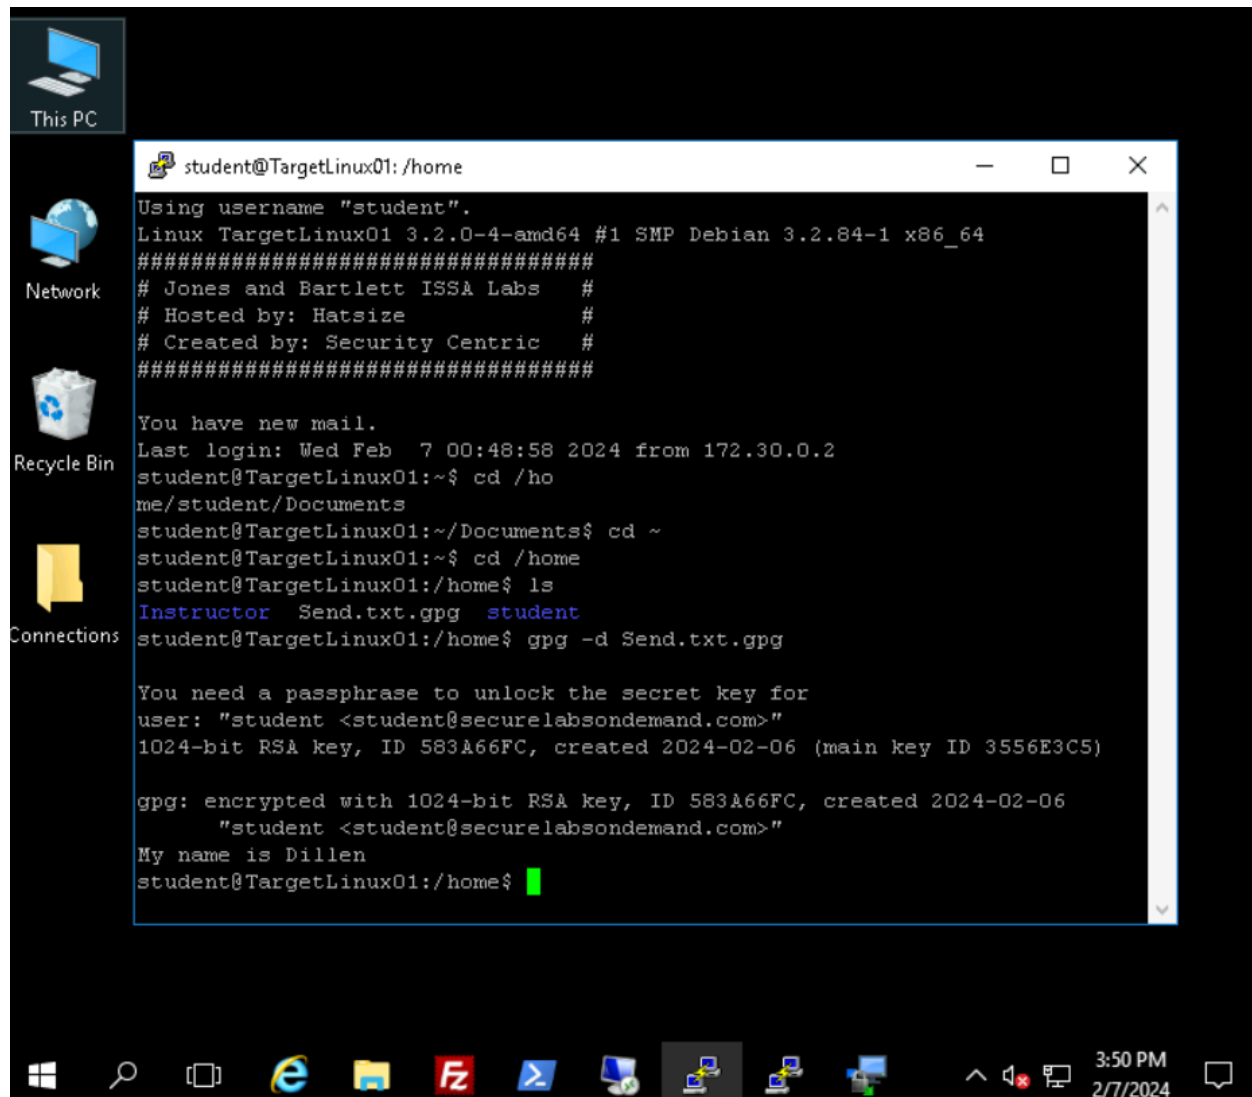 This PC
Network
Recycle Bin
Connections
student@TargetLinux01: /home
Using username "student".
Linux TargetLinux01 3.2.0-4-amd64 #1 SMP Debian 3.2.84-1 x86_64
##################################
# Jones and Bartlett ISSA Labs   #
# Hosted by: Hatsize             #
# Created by: Security Centric   #
##################################
You have new mail.
Last login: Wed Feb  7 00:48:58 2024 from 172.30.0.2
student@TargetLinux01:~$ cd /ho
me/student/Documents
student@TargetLinux01:~/Documents$ cd ~
student@TargetLinux01:~$ cd /home
student@TargetLinux01:/home$ ls
Instructor  Send.txt.gpg  student
student@TargetLinux01:/home$ gpg -d Send.txt.gpg
You need a passphrase to unlock the secret key for
user: "student <student@securelabsondemand.com>"
1024-bit RSA key, ID 583A66FC, created 2024-02-06 (main key ID 3556E3C5)
gpg: encrypted with 1024-bit RSA key, ID 583A66FC, created 2024-02-06
      "student <student@securelabsondemand.com>"
My name is Dillen
student@TargetLinux01:/home$
Fz
3:50 PM
2/7/2024